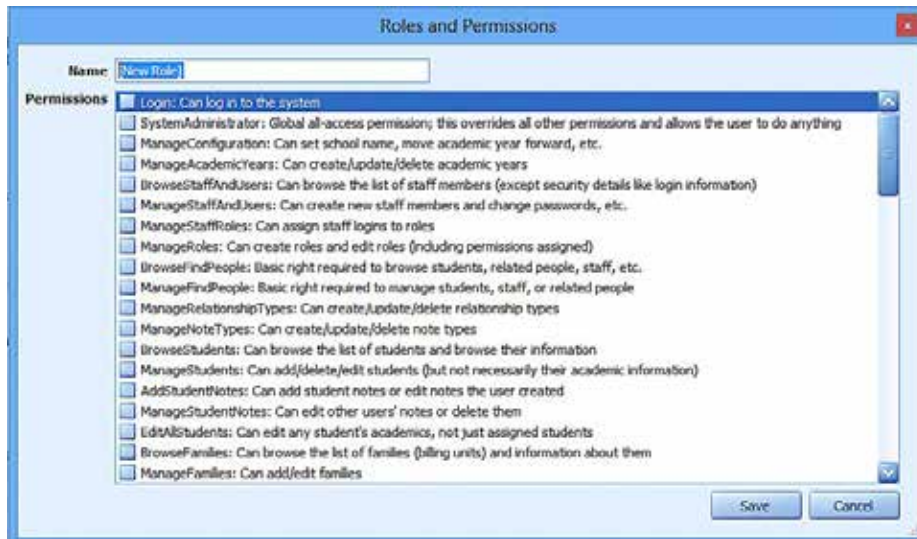 Roles and Permissions
Name [New Role]
Permissions Login: Can log in to the system
SystemAdministrator: Global all-access permission; this overrides all other permissions and allows the user to do anything
ManageConfiguration: Can set school name, move academic year forward, etc.
ManageAcademicYears: Can create/update/delete academic years
BrowseStaffAndUsers: Can browse the list of staff members (except security details like login information)
ManageStaffAndUsers: Can create new staff members and change passwords, etc.
ManageStaffRoles: Can assign staff logins to roles
ManageRoles: Can create roles and edit roles (including permissions assigned)
BrowseFindPeople: Basic right required to browse students, related people, staff, etc.
ManageFindPeople: Basic right required to manage students, staff, or related people
ManageRelationshipTypes: Can create/update/delete relationship types
ManageNoteTypes: Can create/update/delete note types
BrowseStudents: Can browse the list of students and browse their information
ManageStudents: Can add/delete/edit students (but not necessarily their academic information)
AddStudentNotes: Can add student notes or edit notes the user created
ManageStudentNotes: Can edit other users' notes or delete them
EditAllStudents: Can edit any student's academics, not just assigned students
BrowseFamilies: Can browse the list of families (billing units) and information about them
ManageFamilies: Can add/edit families
Save Cancel